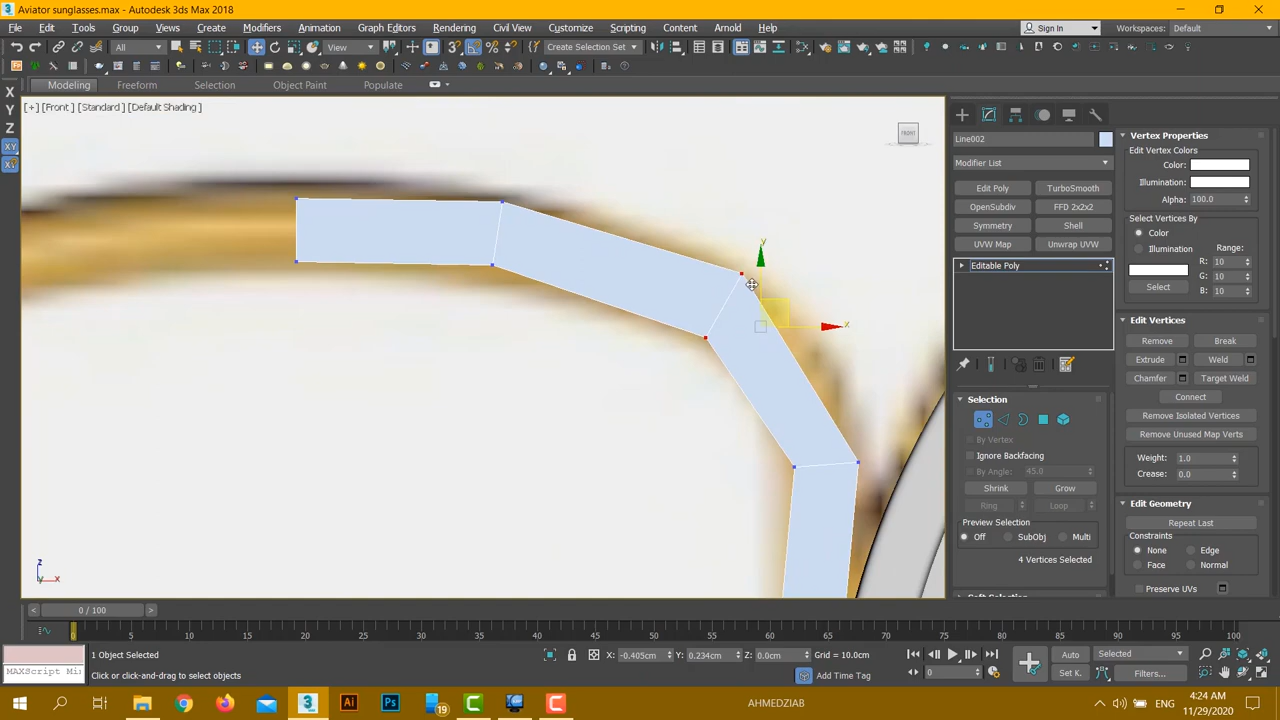 Aviator sunglasses.max - Autodesk 3ds Max 2018
File Edit Tools Group Views Create Modifiers Animation Graph Editors Rendering Civil View Customize Scripting Content Arnold Help Sign In Workspaces: Default
All View Create Selection Set
Modeling Freeform Selection Object Paint Populate
X
Y
Z
XY
[+] [Front] [Standard] [Default Shading]
FRONT
y
x
z
x
Line002
Modifier List
Edit Poly TurboSmooth
OpenSubdiv FFD 2x2x2
Symmetry Shell
UVW Map Unwrap UVW
Editable Poly
Selection
By Vertex
Ignore Backfacing
By Angle: 45.0
Shrink Grow
Ring Loop
Preview Selection
Off SubObj Multi
4 Vertices Selected
Vertex Properties
Edit Vertex Colors
Color:
Illumination:
Alpha: 100.0
Select Vertices By
Color
Illumination Range:
R: 10
G: 10
B: 10
Select
Edit Vertices
Remove Break
Extrude Weld
Chamfer Target Weld
Connect
Remove Isolated Vertices
Remove Unused Map Verts
Weight: 1.0
Crease: 0.0
Edit Geometry
Repeat Last
Constraints
None Edge
Face Normal
Preserve UVs
0 / 100
0 5 10 15 20 25 30 35 40 45 50 55 60 65 70 75 80 85 90 95 100
1 Object Selected
X: -0.405cm Y: 0.234cm Z: 0.0cm Grid = 10.0cm
Auto Selected
MAXScript Mi
Click or click-and-drag to select objects
Add Time Tag
Set K. Filters...
0
19
AHMEDZIAB
ENG
4:24 AM
11/29/2020